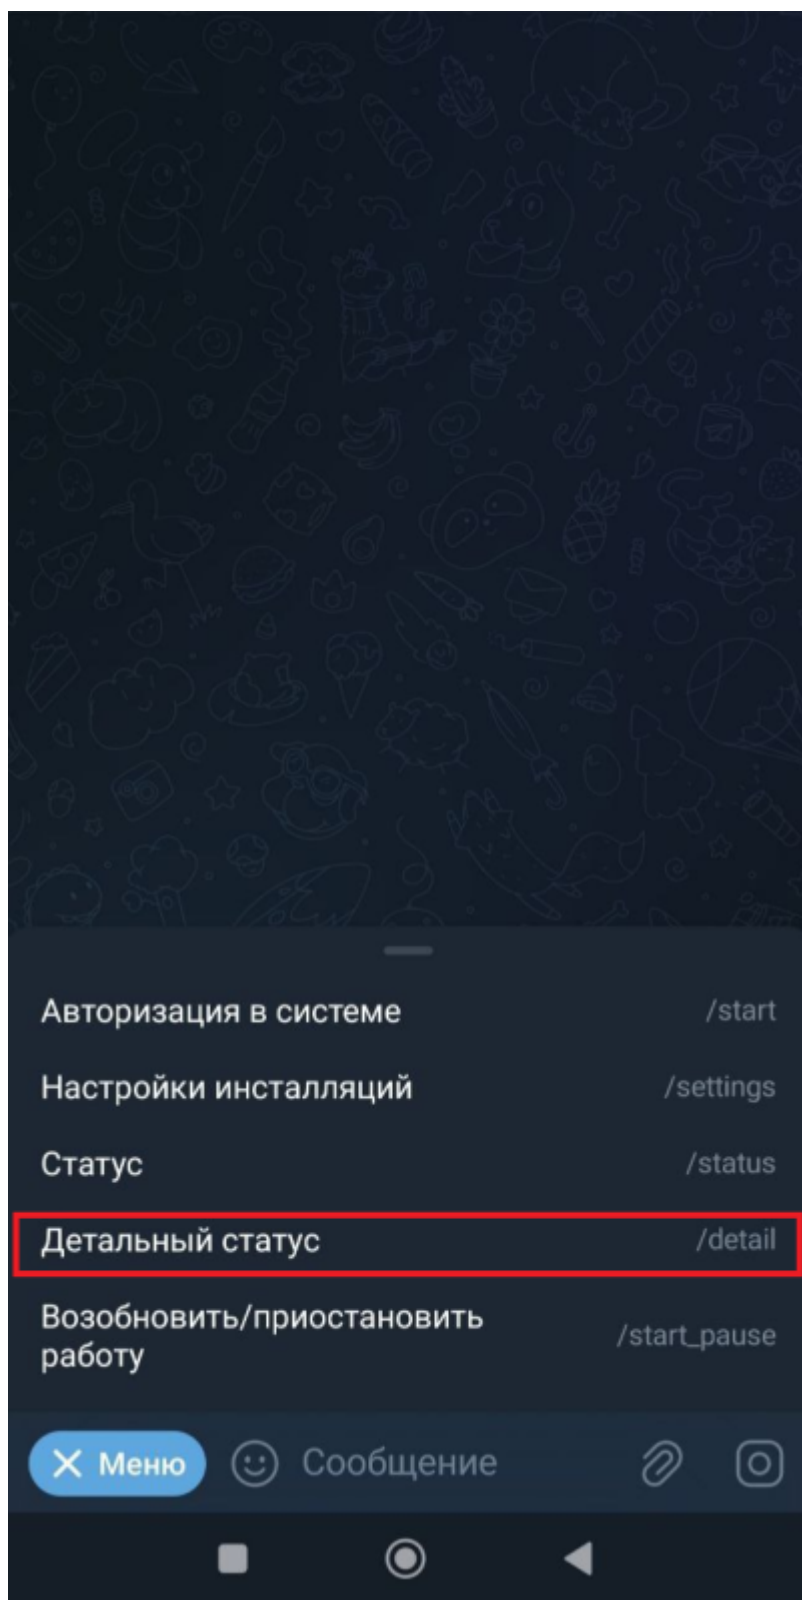 Авторизация в системе /start
Настройки инсталляций /settings
Статус /status
Детальный статус /detail
Возобновить/приостановить
работу /start_pause
Меню Сообщение